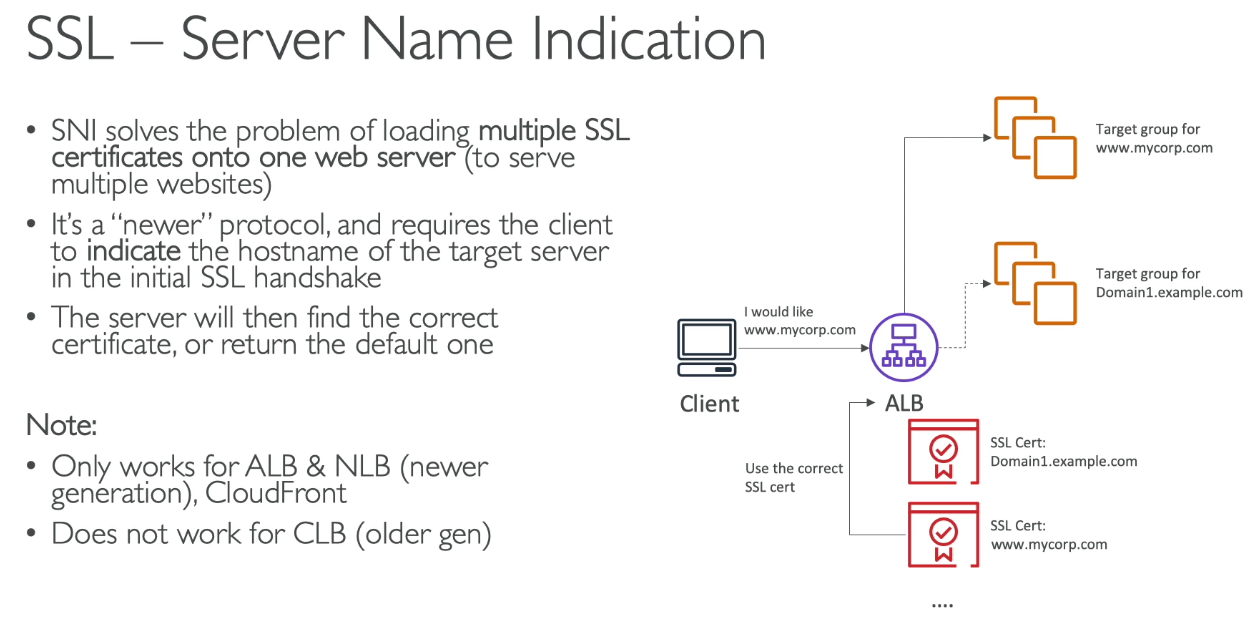 SSL – Server Name Indication
• SNI solves the problem of loading multiple SSL
certificates onto one web server (to serve
multiple websites)
• It's a “newer” protocol, and requires the client
to indicate the hostname of the target server
in the initial SSL handshake
• The server will then find the correct
certificate, or return the default one
Note:
• Only works for ALB & NLB (newer
generation), CloudFront
• Does not work for CLB (older gen)
Target group for
www.mycorp.com
Target group for
Domain1.example.com
I would like
www.mycorp.com
Client
ALB
Use the correct
SSL cert
SSL Cert:
Domain1.example.com
SSL Cert:
www.mycorp.com
....